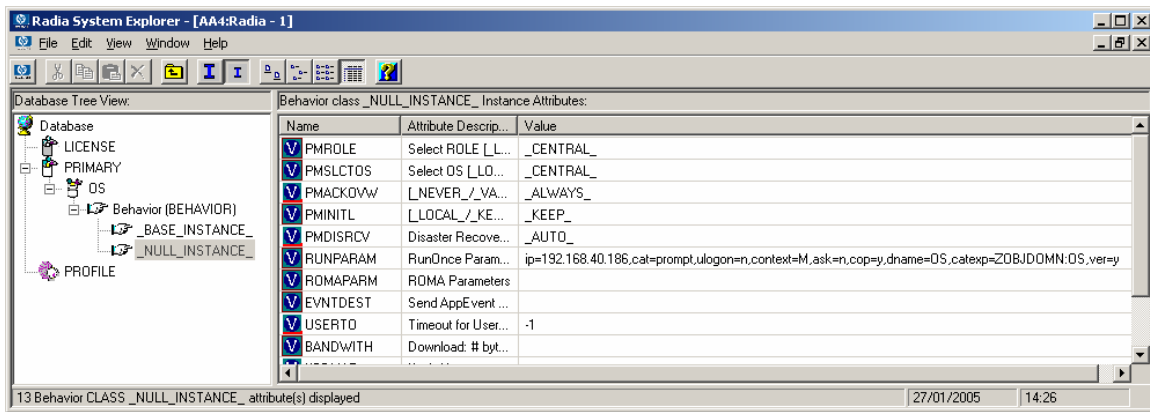 Radia System Explorer - [AA4:Radia - 1]
File Edit View Window Help
Database Tree View:
Behavior class _NULL_INSTANCE_ Instance Attributes:
Database
LICENSE
PRIMARY
OS
Behavior (BEHAVIOR)
_BASE_INSTANCE_
_NULL_INSTANCE_
PROFILE
Name Attribute Descrip... Value
V PMROLE Select ROLE [_L... _CENTRAL_
V PMSLCTOS Select OS [_LO... _CENTRAL_
V PMACKOVW [_NEVER_/_VA... _ALWAYS_
V PMINITL [_LOCAL_/_KE... _KEEP_
V PMDISRCV Disaster Recove... _AUTO_
V RUNPARAM RunOnce Param... ip=192.168.40.186,cat=prompt,ulogon=n,context=M,ask=n,cop=y,dname=OS,catexp=ZOBJDOMN:OS,ver=y
V ROMAPARM ROMA Parameters
V EVNTDEST Send AppEvent ...
V USERTO Timeout for User... -1
V BANDWITH Download: # byt...
13 Behavior CLASS _NULL_INSTANCE_ attribute(s) displayed
27/01/2005 14:26